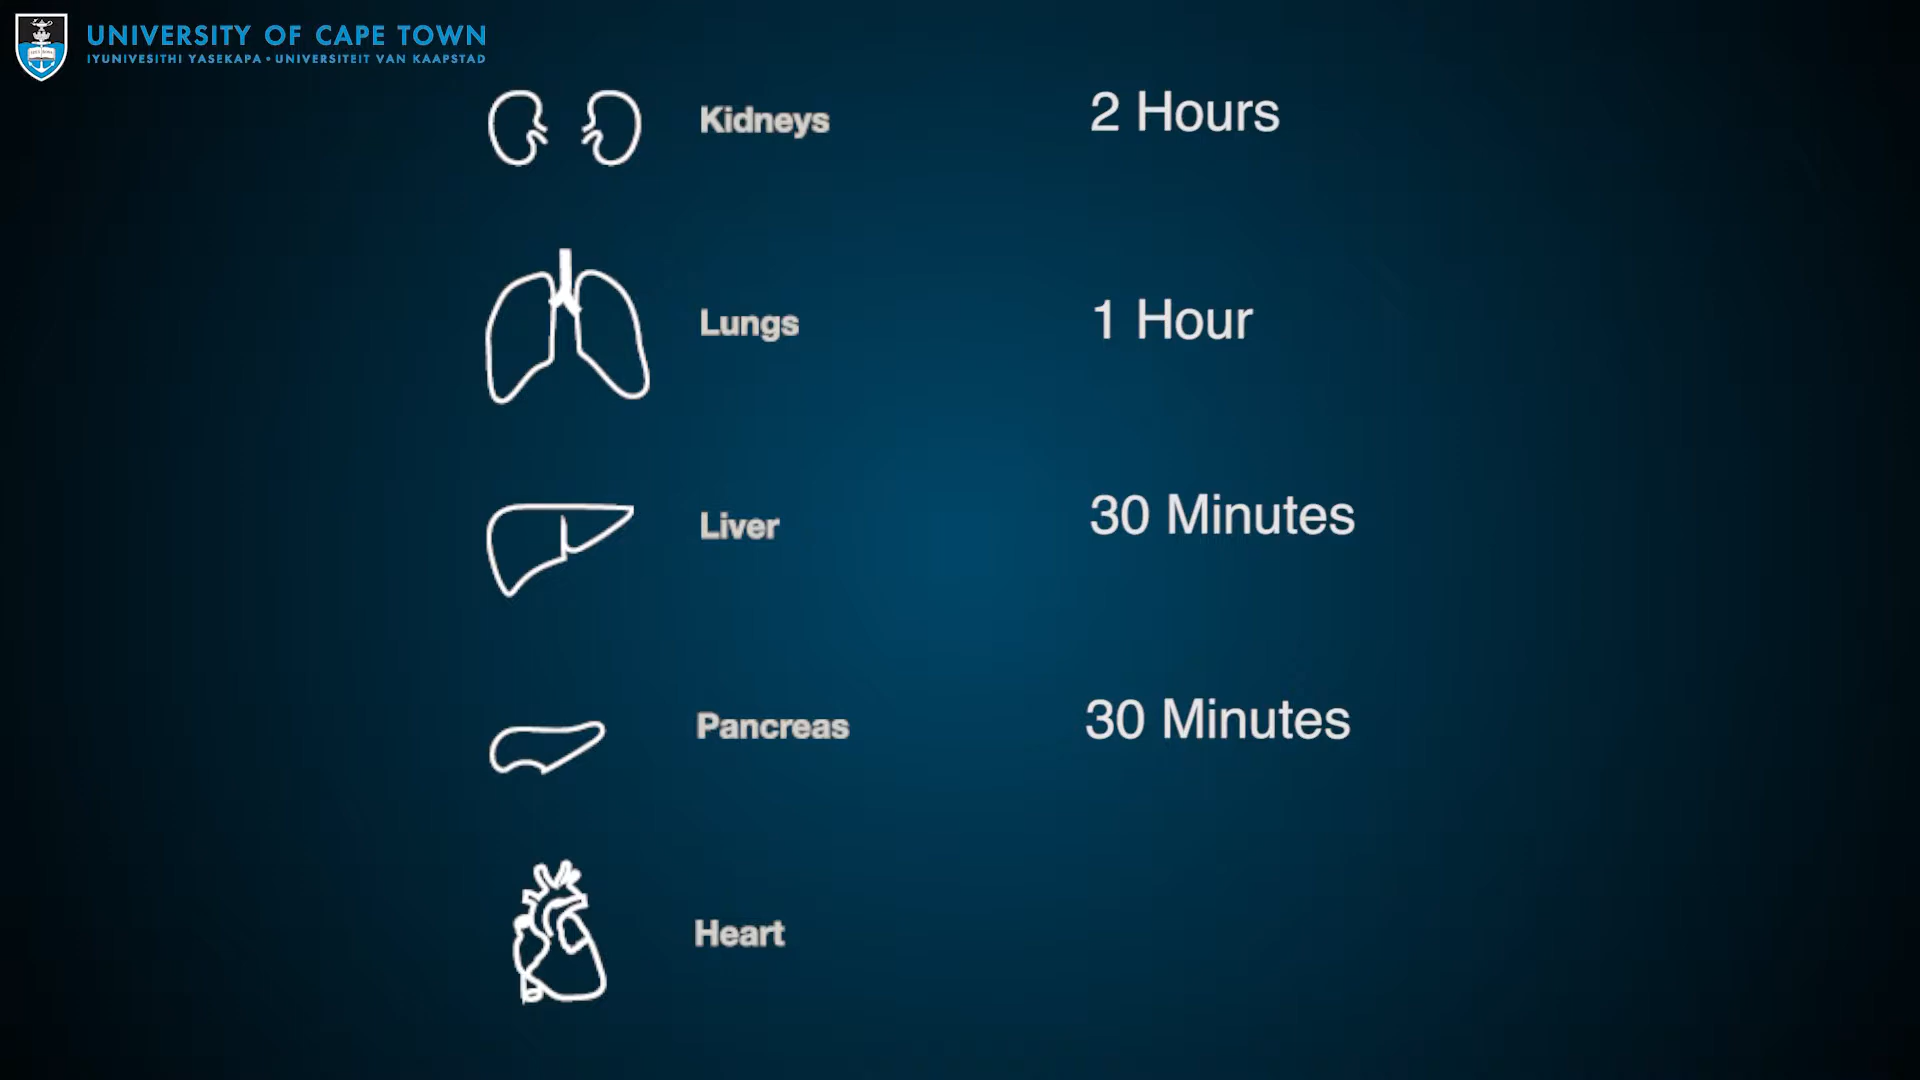 UNIVERSITY OF CAPE TOWN
IYUNIVESITHI YASEKAPA • UNIVERSITEIT VAN KAAPSTAD
Kidneys 2 Hours
Lungs 1 Hour
Liver 30 Minutes
Pancreas 30 Minutes
Heart